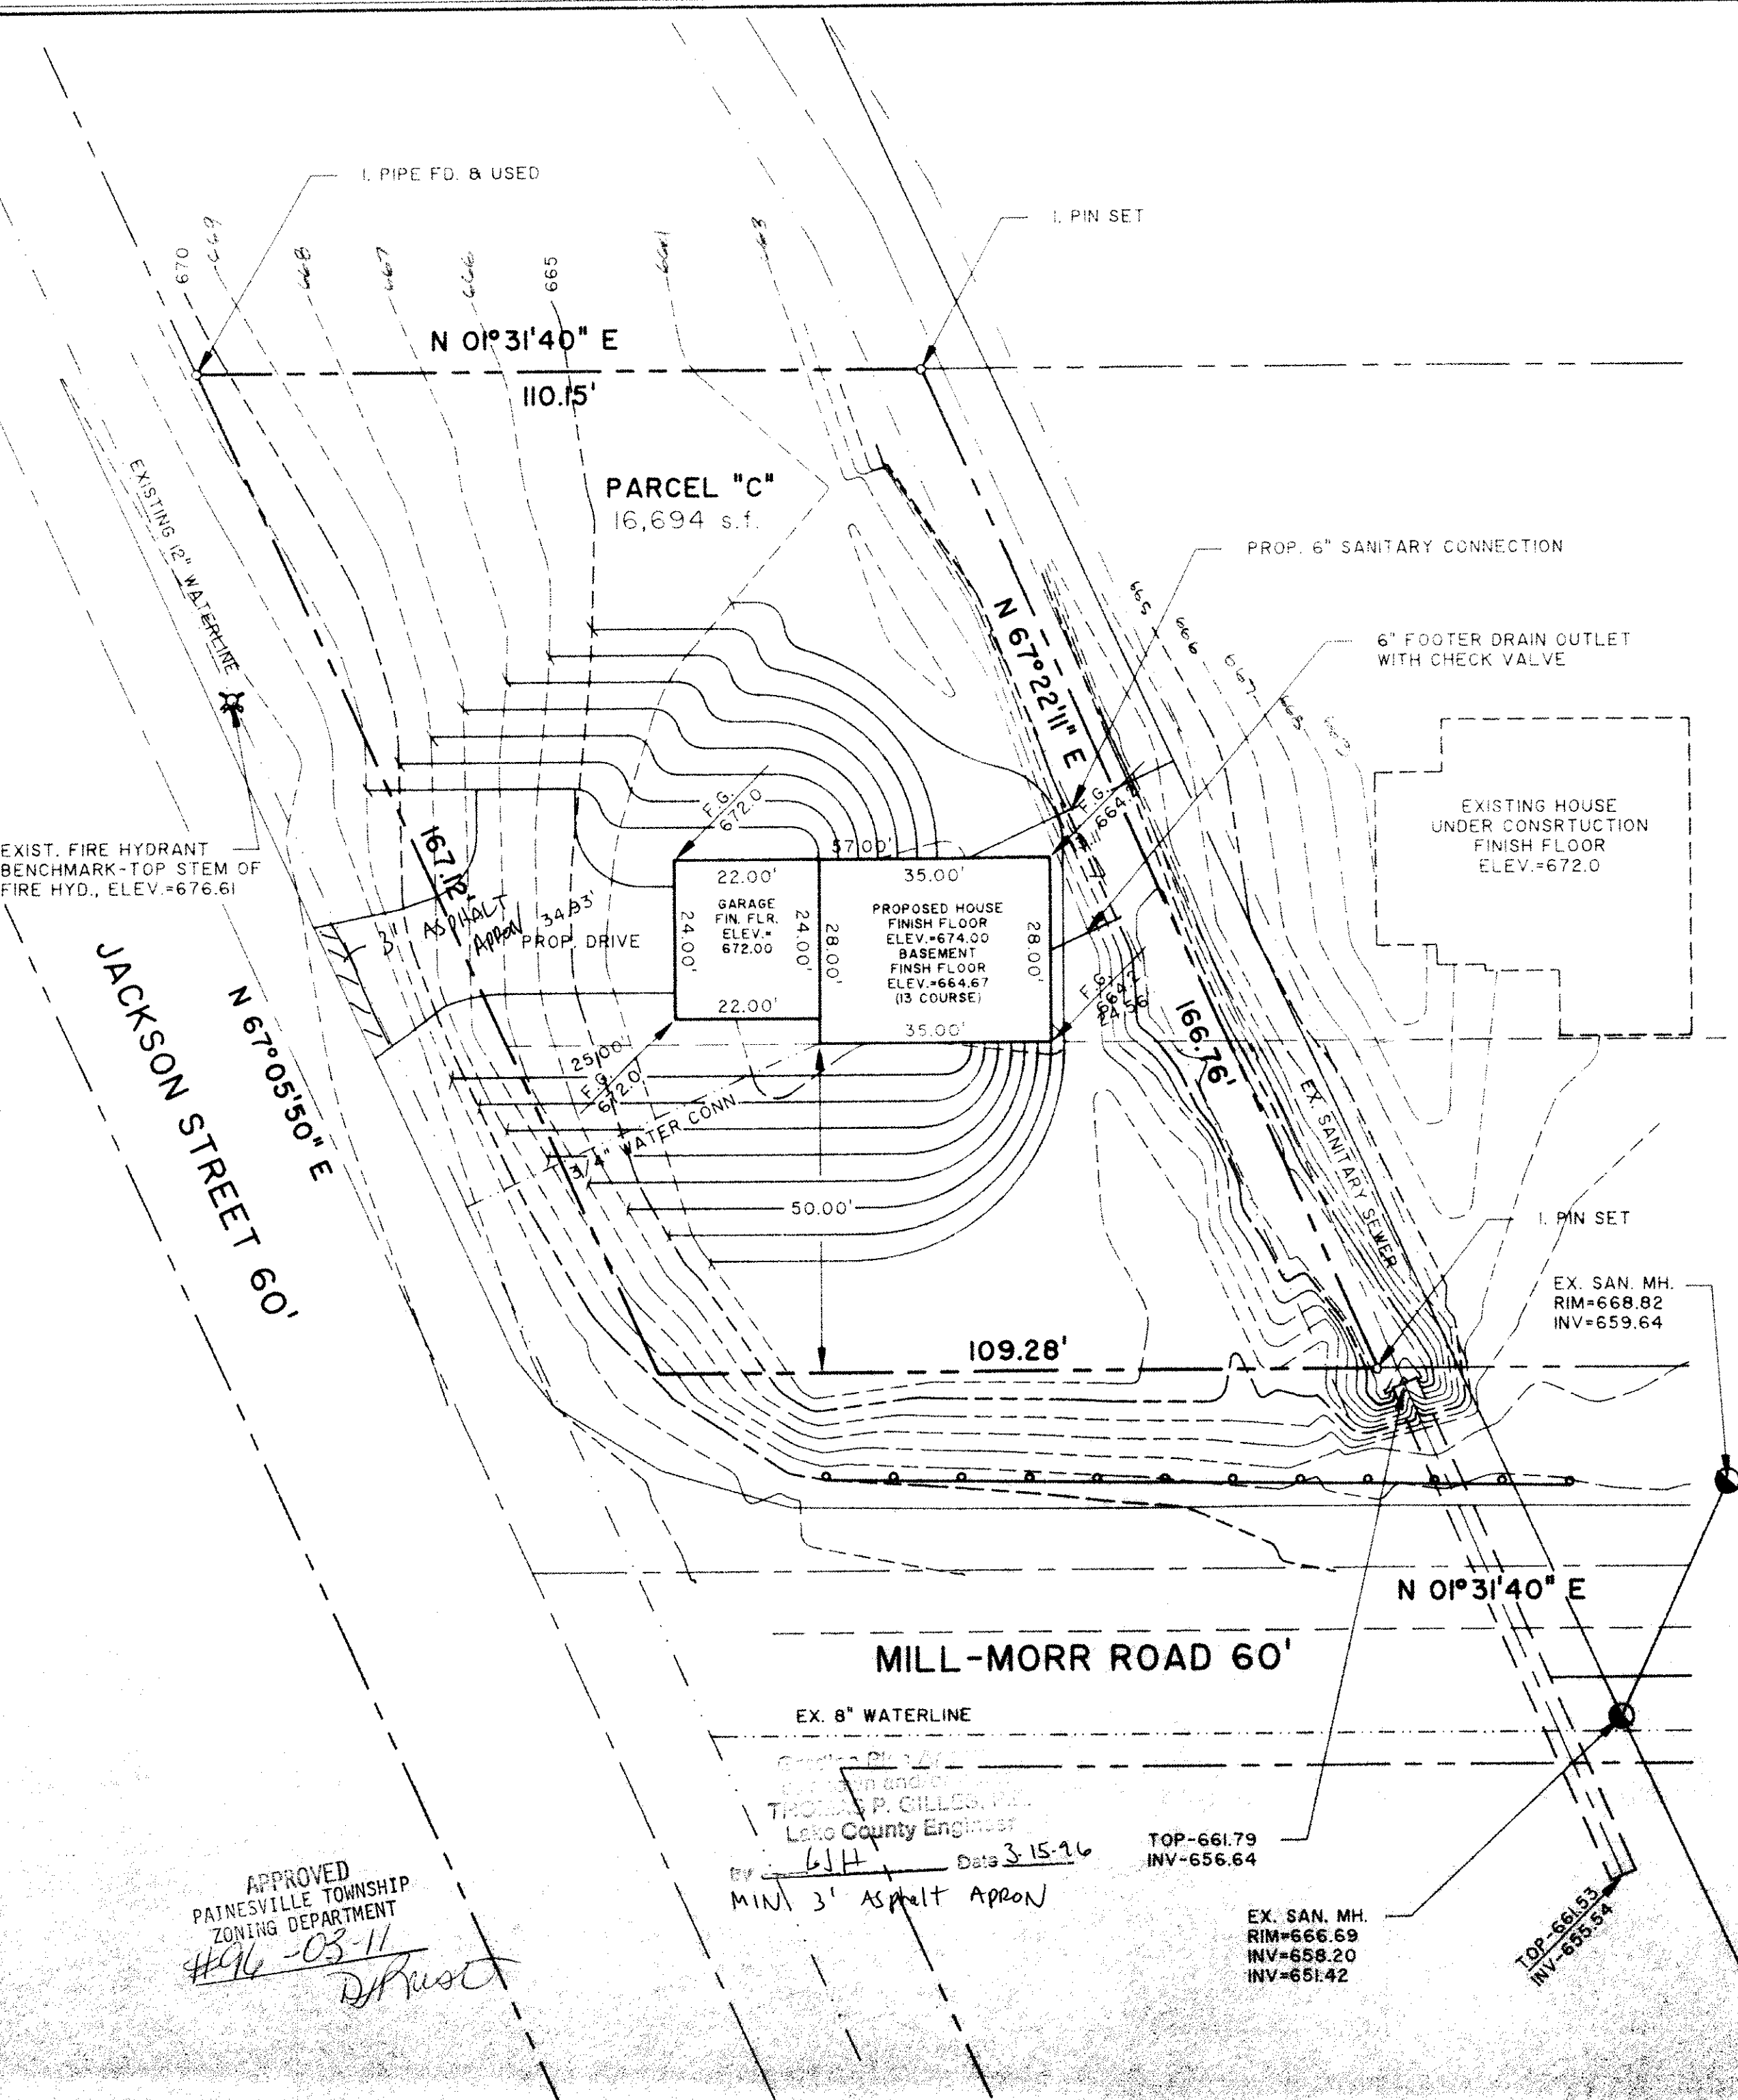 I. PIPE FD. & USED
I. PIN SET
670
669
668
667
666
665
664
663
N 01°31'40" E
110.15'
PARCEL "C"
16,694 s.f.
EXISTING 12" WATERLINE
PROP. 6" SANITARY CONNECTION
N 67°22'11" E
665
666
667
668
6" FOOTER DRAIN OUTLET
WITH CHECK VALVE
EXISTING HOUSE
UNDER CONSRTUCTION
FINISH FLOOR
ELEV.=672.0
EXIST. FIRE HYDRANT
BENCHMARK-TOP STEM OF
FIRE HYD., ELEV.=676.61
167.12'
3' ASPHALT
APRON
34.93'
PROP. DRIVE
F.G.
672.0
57.00'
F.G.
22.00'
35.00'
24.00'
GARAGE
FIN. FLR.
ELEV.=
672.00
24.00'
28.00'
PROPOSED HOUSE
FINISH FLOOR
ELEV.=674.00
BASEMENT
FINSH FLOOR
ELEV.=664.67
(13 COURSE)
28.00'
22.00'
35.00'
F.G.
664.2
24.56
166.76'
JACKSON STREET 60'
N 67°05'50" E
25.00'
F.G.
672.0
3/4" WATER CONN
50.00'
EX. SANITARY SEWER
I. PIN SET
EX. SAN. MH.
RIM=668.82
INV=659.64
109.28'
N 01°31'40" E
MILL-MORR ROAD 60'
EX. 8" WATERLINE
THOMAS P. GILLES, P.E.
Lake County Engineer
By GJH Date 3-15-96
MIN 3' Asphalt APRON
TOP-661.79
INV-656.64
APPROVED
PAINESVILLE TOWNSHIP
ZONING DEPARTMENT
#96-03-11
EX. SAN. MH.
RIM=666.69
INV=658.20
INV=651.42
TOP-661.53
INV-655.54